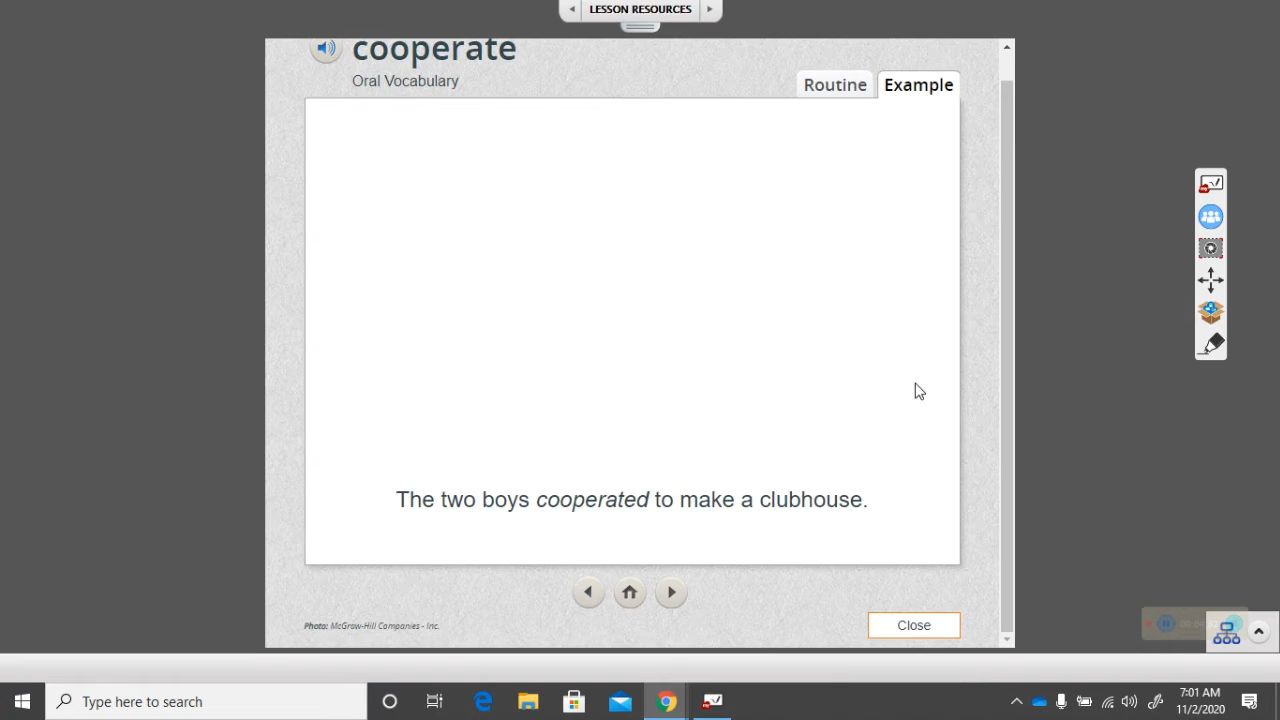 LESSON RESOURCES
cooperate
Oral Vocabulary
Routine
Example
The two boys cooperated to make a clubhouse.
Photo: McGraw-Hill Companies - Inc.
Close
Type here to search
7:01 AM
11/2/2020